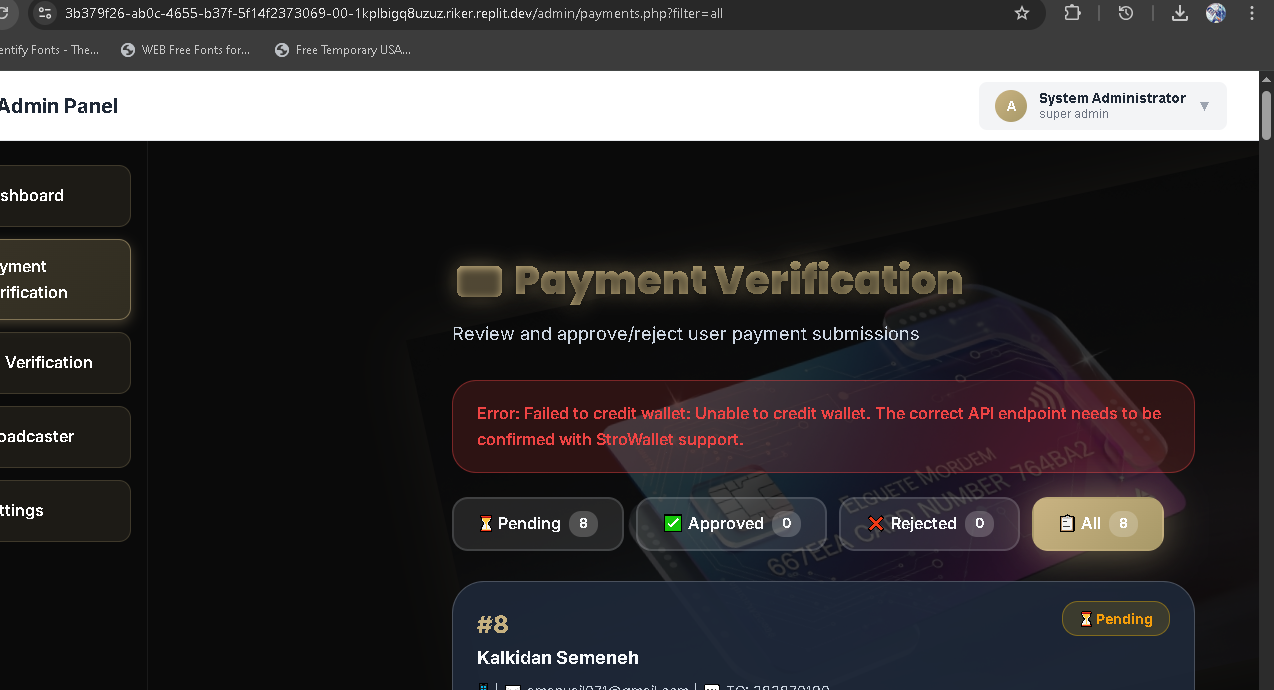 3b379f26-ab0c-4655-b37f-5f14f2373069-00-1kplbigq8uzuz.riker.replit.dev/admin/payments.php?filter=all
entify Fonts - The...
WEB Free Fonts for...
Free Temporary USA...
Admin Panel
A
System Administrator
super admin
shboard
yment
rification
Verification
oadcaster
ttings
Payment Verification
Review and approve/reject user payment submissions
Error: Failed to credit wallet: Unable to credit wallet. The correct API endpoint needs to be
confirmed with StroWallet support.
Pending 8
Approved 0
Rejected 0
All 8
ELGUETE MORDEM
CARD NUMBER 764BA2
667EEA
#8
Pending
Kalkidan Semeneh